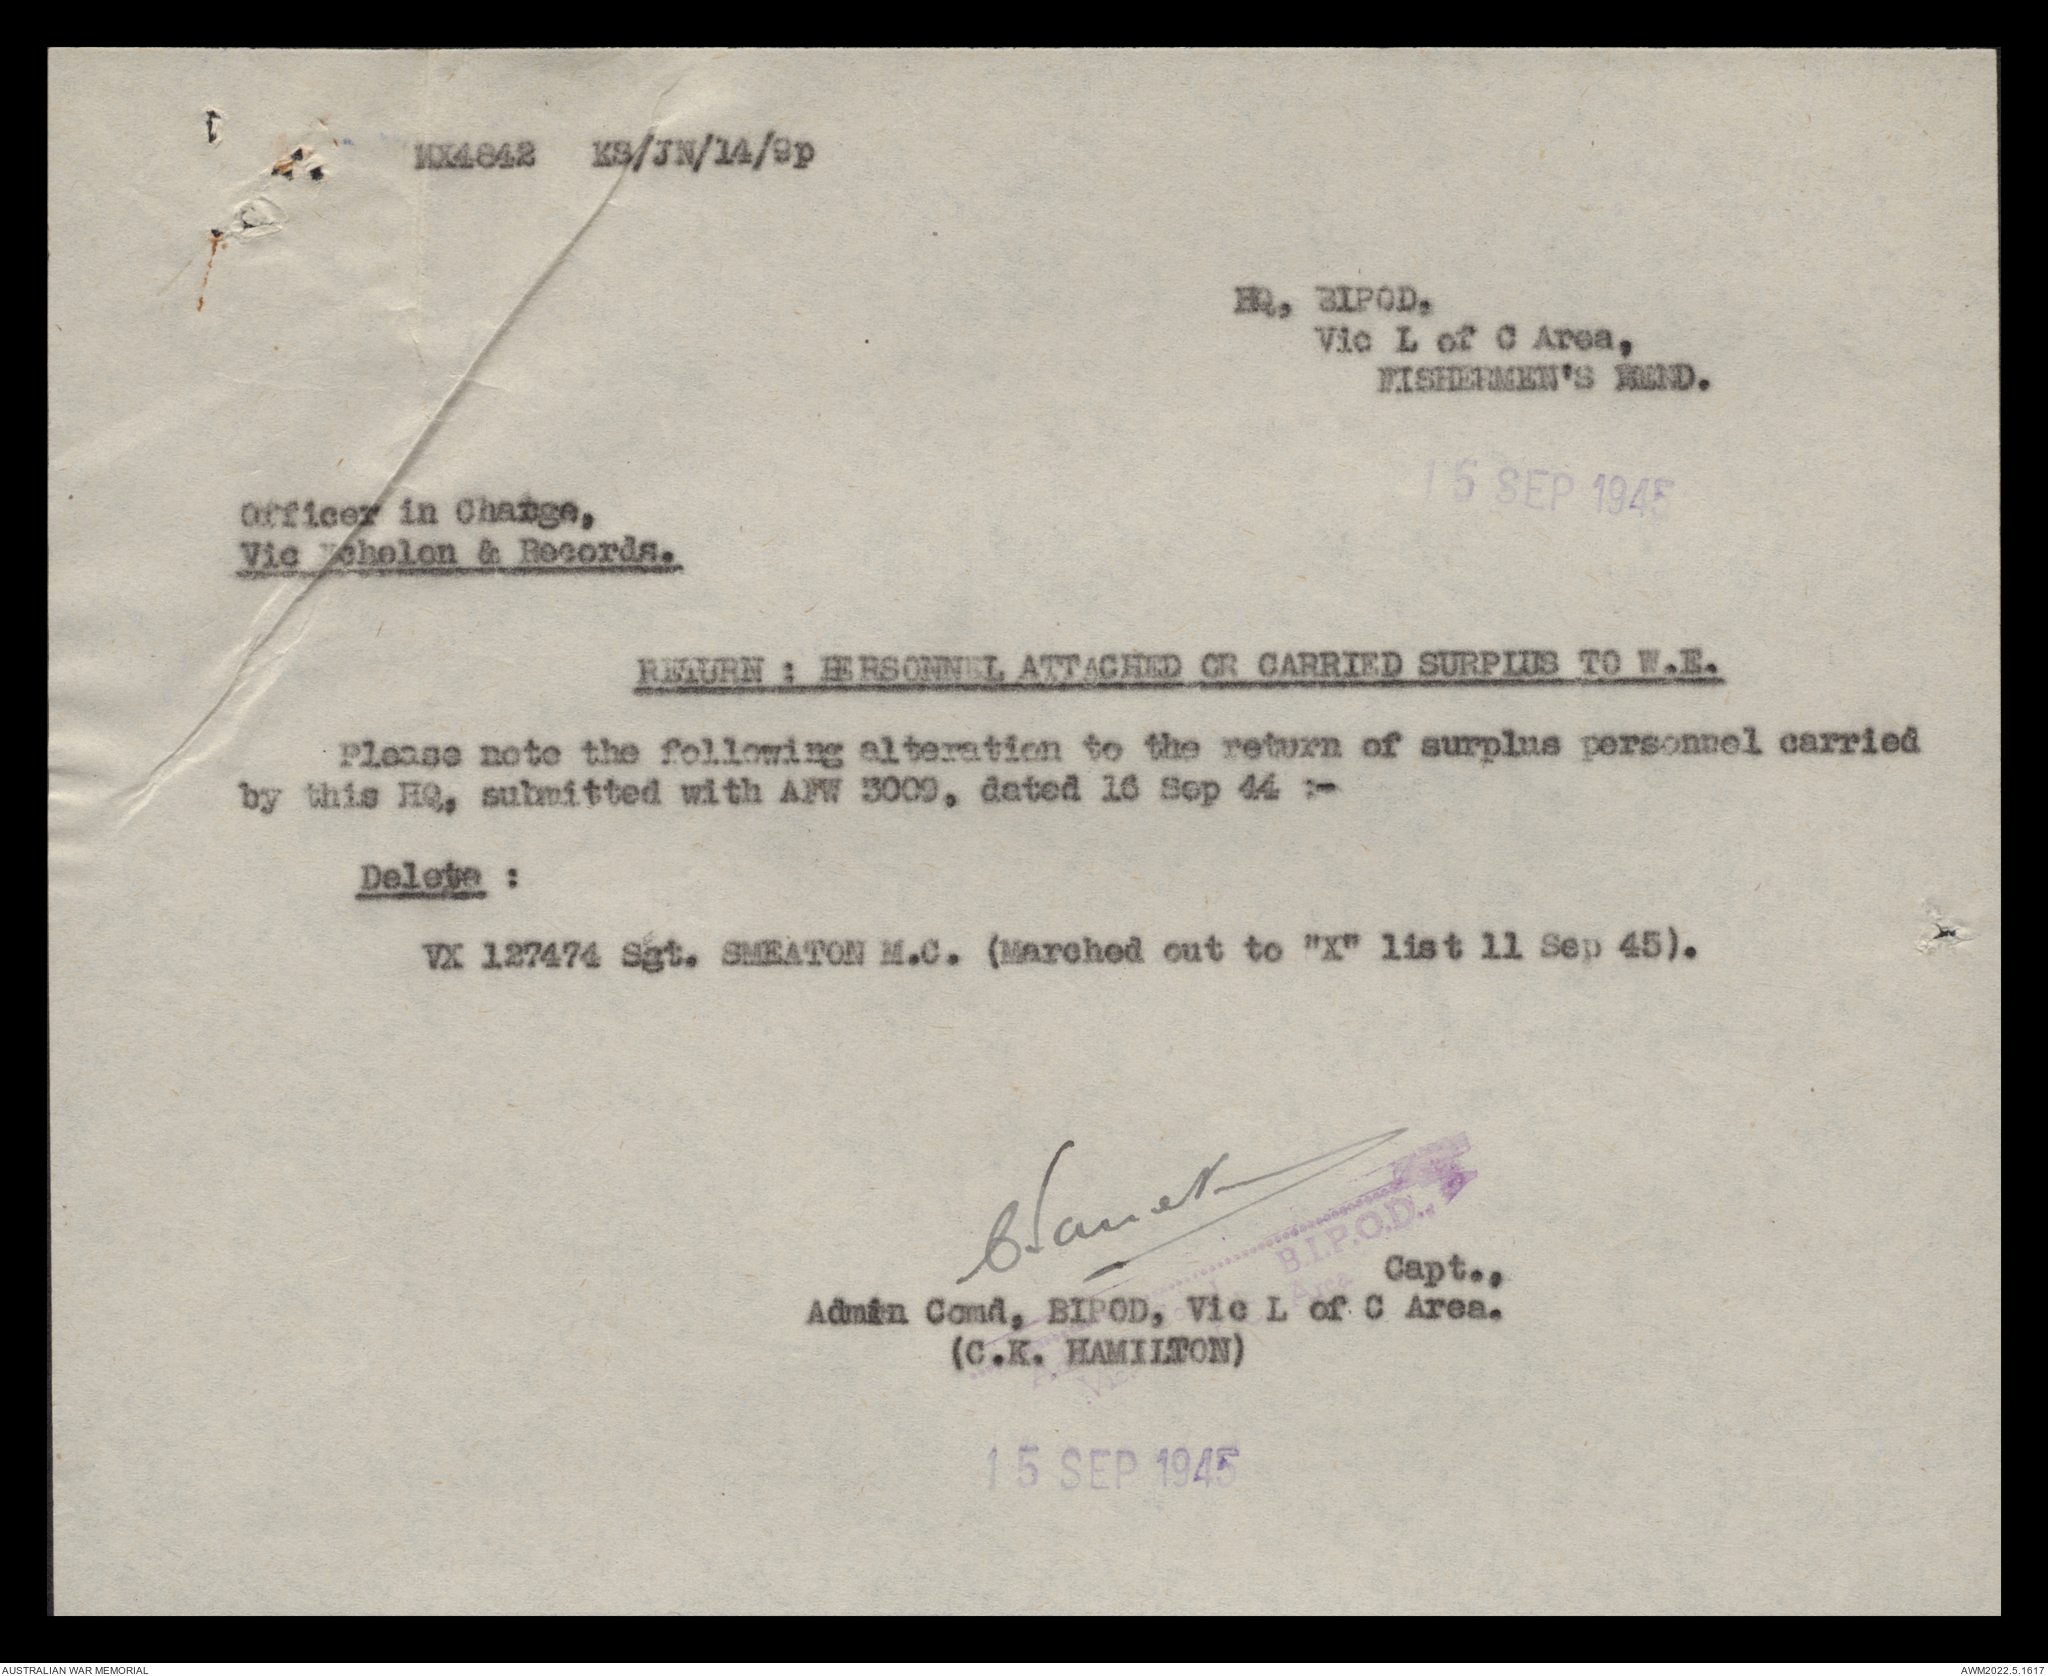 MX4842 KS/JN/14/9p
HQ, BIPOD,
Vic L of C Area,
FISHERMEN'S BEND.
15 SEP 1945
Officer in Charge,
Vic Echelon & Records.
RETURN : PERSONNEL ATTACHED OR CARRIED SURPLUS TO W.E.
Please note the following alteration to the return of surplus personnel carried
by this HQ, submitted with AFW 3009, dated 16 Sep 44 :-
Delete :
VX 127474 Sgt. SMEATON M.C. (Marched out to "X" list 11 Sep 45).
B.I.P.O.D.,
Area
Capt.,
Admin Comd, BIPOD, Vic L of C Area.
(C.K. HAMILTON)
Vic.
15 SEP 1945
AUSTRALIAN WAR MEMORIAL
AWM2022.5.1617